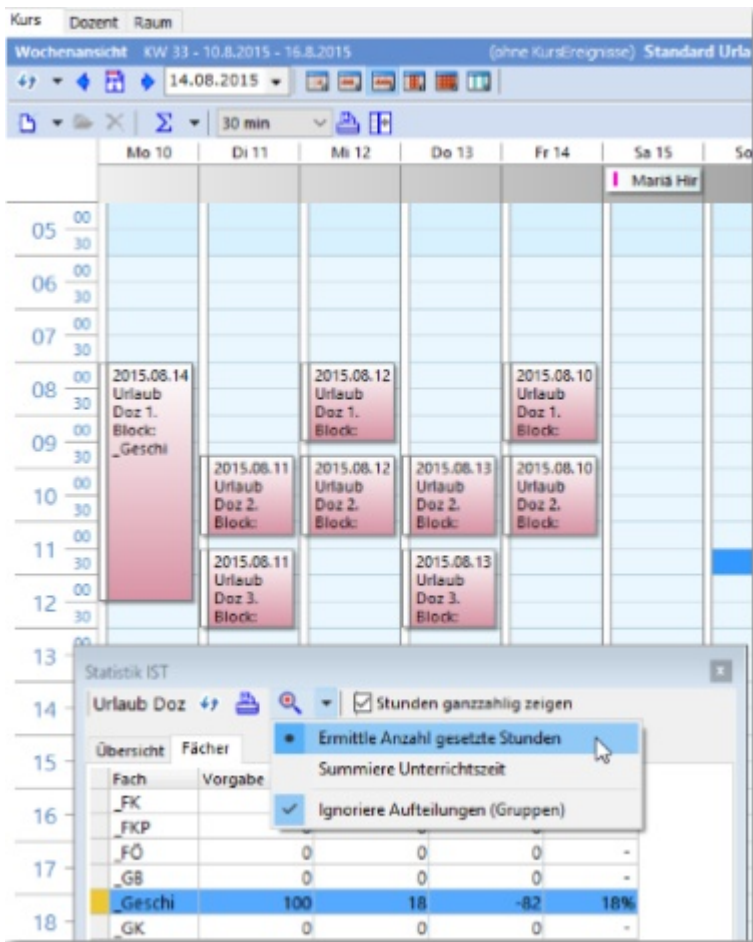 Kurs Dozent Raum
Wochenansicht KW 33 - 10.8.2015 - 16.8.2015 (ohne KursEreignisse) Standard Urla
14.08.2015
Σ 30 min
Mo 10 Di 11 Mi 12 Do 13 Fr 14 Sa 15 So
Mariä Hir
05 00
30
06 00
30
07 00
30
08 00
30
09 00
30
10 00
30
11 00
30
12 00
30
13 00
14
15
16
17
18
2015.08.14
Urlaub
Doz 1.
Block:
_Geschi
2015.08.11
Urlaub
Doz 2.
Block:
2015.08.11
Urlaub
Doz 3.
Block:
2015.08.12
Urlaub
Doz 1.
Block:
2015.08.12
Urlaub
Doz 2.
Block:
2015.08.13
Urlaub
Doz 2.
Block:
2015.08.13
Urlaub
Doz 3.
Block:
2015.08.10
Urlaub
Doz 1.
Block:
2015.08.10
Urlaub
Doz 2.
Block:
Statistik IST
Urlaub Doz Stunden ganzzahlig zeigen
Ermittle Anzahl gesetzte Stunden
Summiere Unterrichtszeit
Ignoriere Aufteilungen (Gruppen)
Übersicht Fächer
Fach Vorgabe
_FK
_FKP
_FÖ 0 0 0 -
_GB 0 0 0 -
_Geschi 100 18 -82 18%
_GK 0 0 0 -